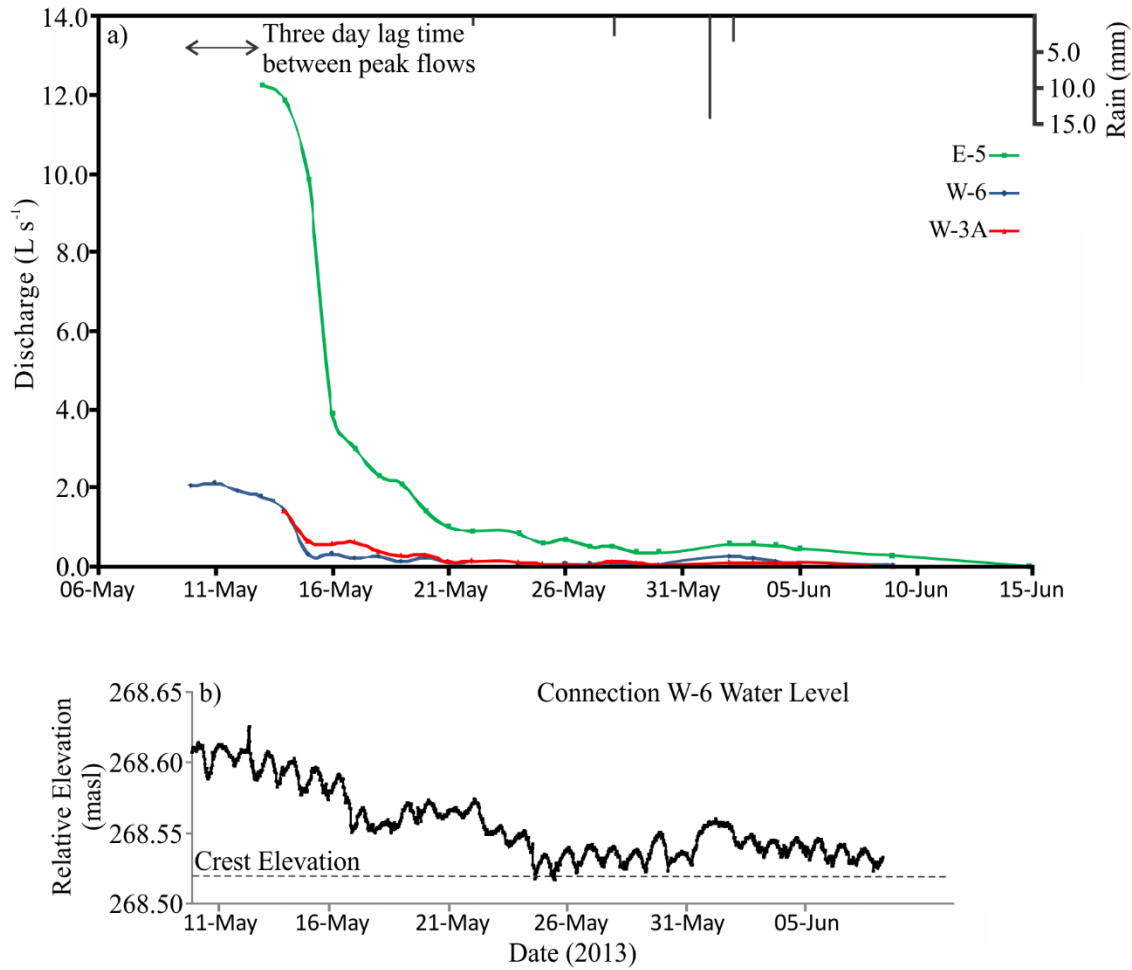 14.0
a)
Three day lag time
between peak flows
12.0
10.0
8.0
6.0
4.0
2.0
0.0
Discharge (L s⁻¹)
5.0
10.0
15.0
Rain (mm)
E-5
W-6
W-3A
06-May 11-May 16-May 21-May 26-May 31-May 05-Jun 10-Jun 15-Jun
268.65
b)
Connection W-6 Water Level
268.60
268.55
Crest Elevation
268.50
Relative Elevation
(masl)
11-May 16-May 21-May 26-May 31-May 05-Jun
Date (2013)